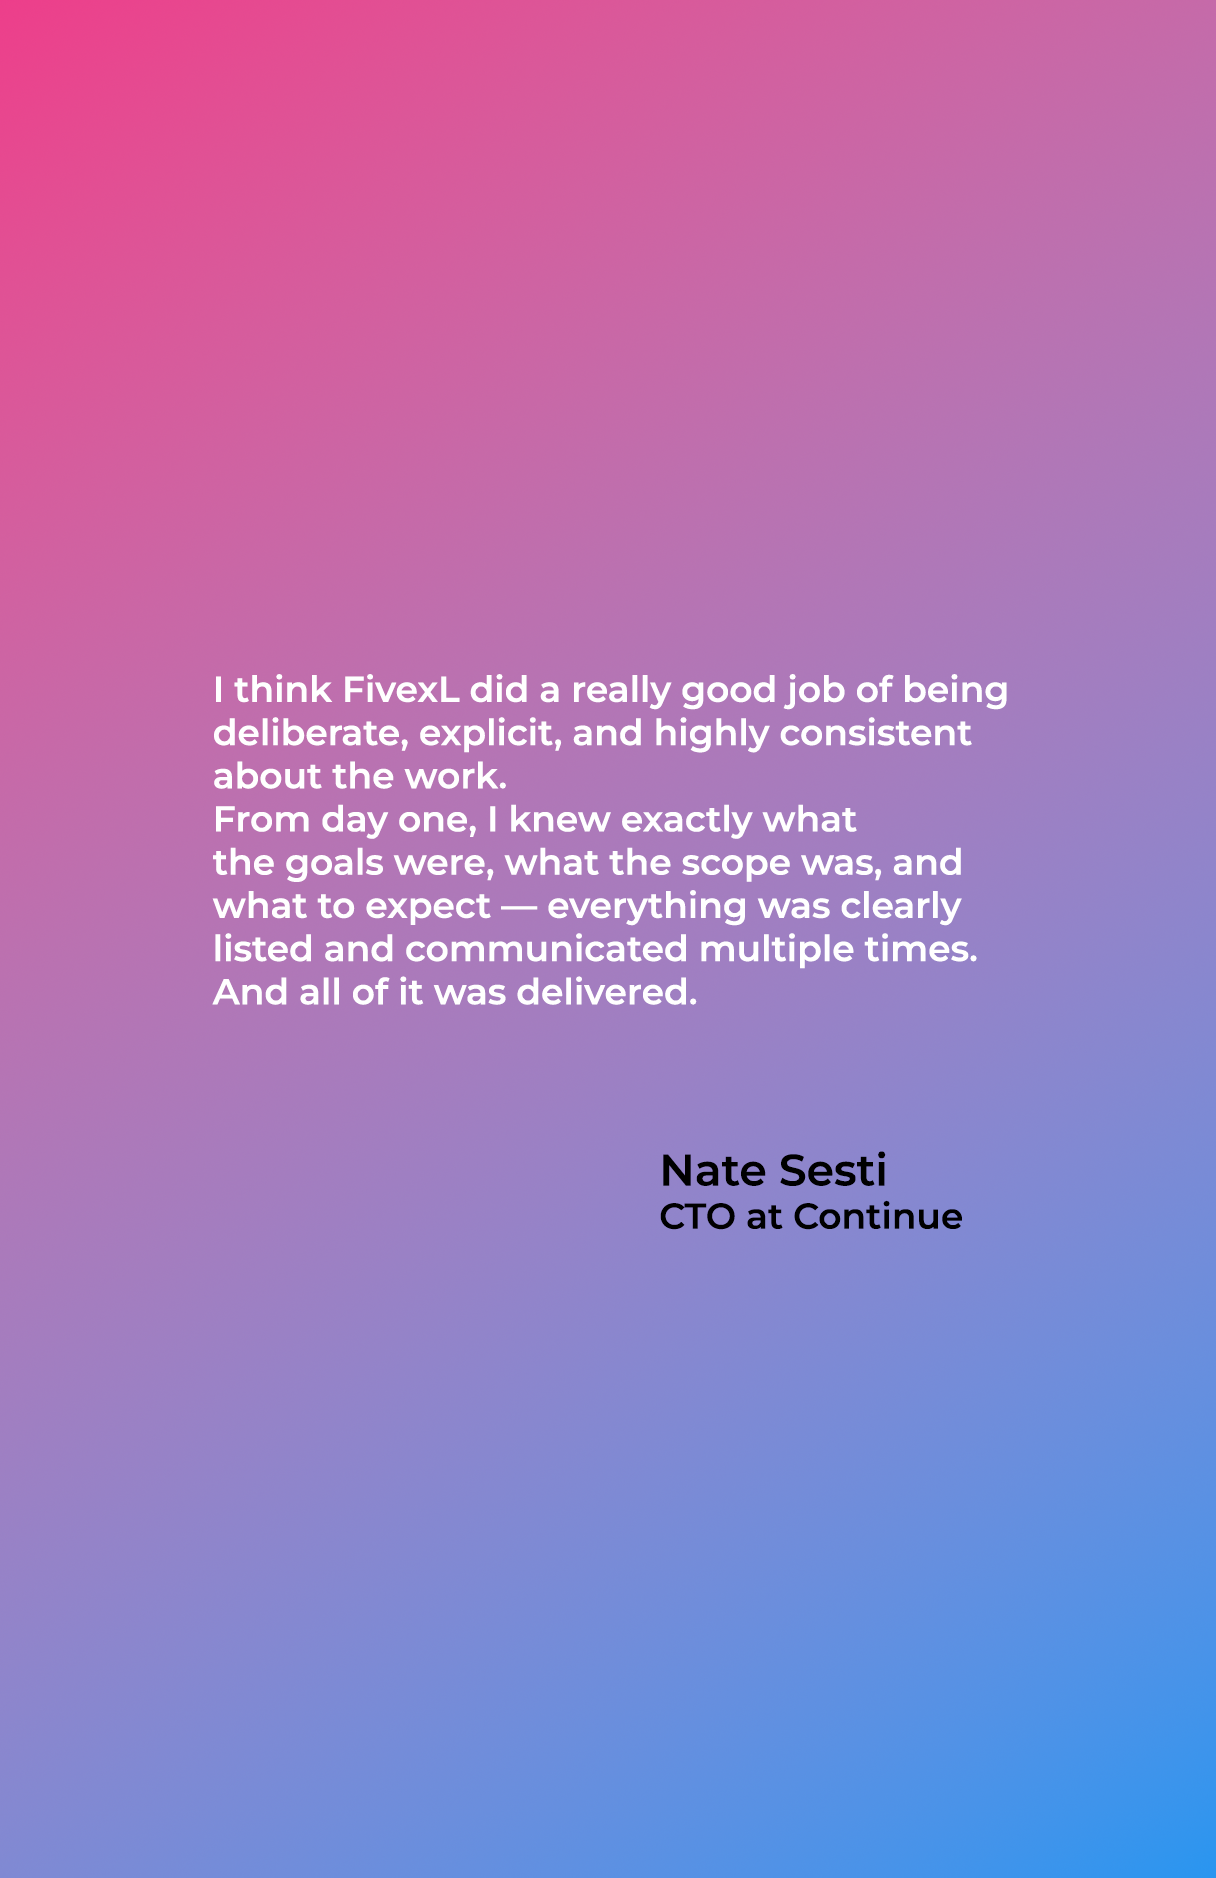 I think FivexL did a really good job of being
deliberate, explicit, and highly consistent
about the work.
From day one, I knew exactly what
the goals were, what the scope was, and
what to expect — everything was clearly
listed and communicated multiple times.
And all of it was delivered.
Nate Sesti
CTO at Continue